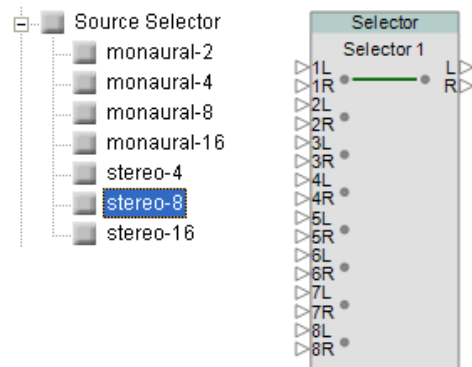 Source Selector
monaural-2
monaural-4
monaural-8
monaural-16
stereo-4
stereo-8
stereo-16
Selector
Selector 1
1L
1R
2L
2R
3L
3R
4L
4R
5L
5R
6L
6R
7L
7R
8L
8R
L
R